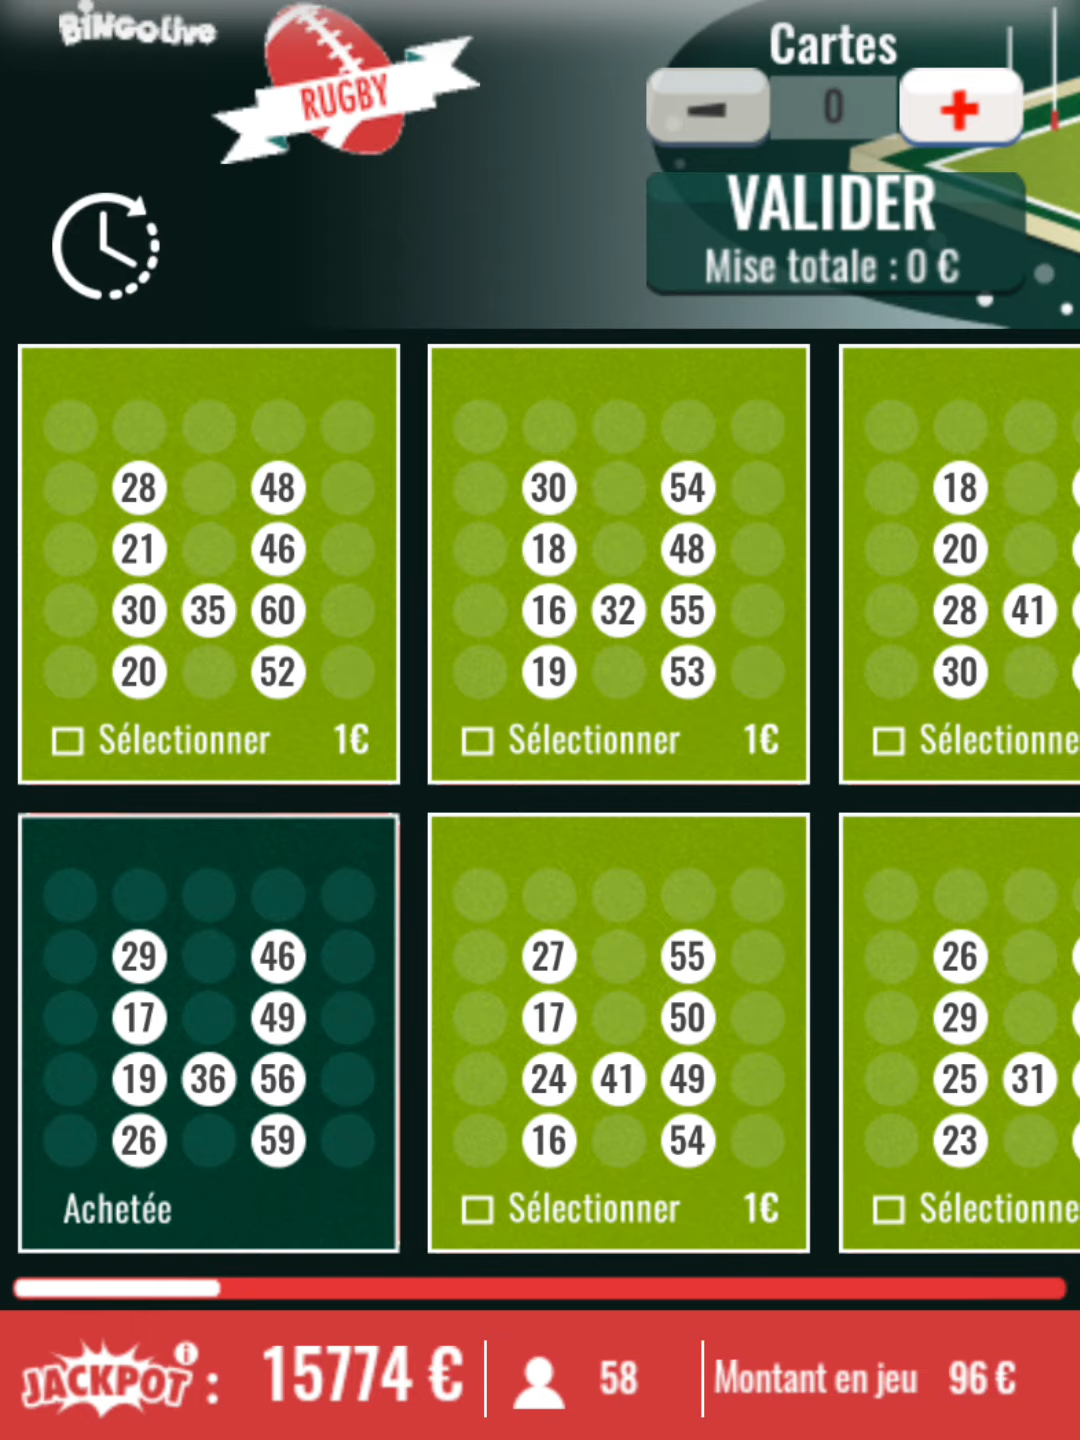 BiNGOLive
RUGBY
Cartes
0
VALIDER
Mise totale : 0 €
28 48
21 46
30 35 60
20 52
Sélectionner 1€
30 54
18 48
16 32 55
19 53
Sélectionner 1€
18
20
28 41
30
Sélectionne
29 46
17 49
19 36 56
26 59
Achetée
27 55
17 50
24 41 49
16 54
Sélectionner 1€
26
29
25 31
23
Sélectionne
JACKPOT i : 15774 € 58 Montant en jeu 96 €